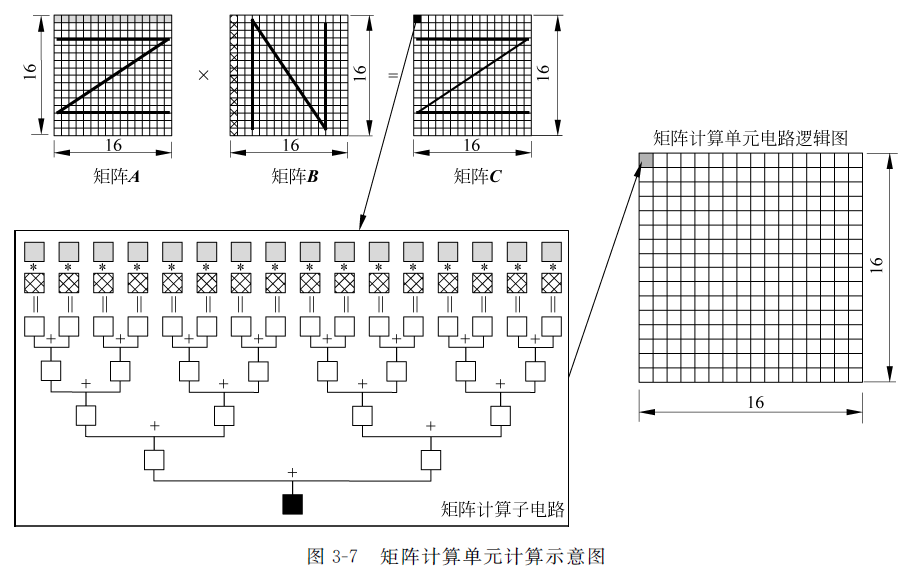 16
16
矩阵A
×
16
16
矩阵B
=
16
16
矩阵C
矩阵计算单元电路逻辑图
16
16
* * * * * * * * * * * * * * * *
= = = = = = = = = = = = = = = =
+ + + + + + + +
+ + + +
+ +
+
矩阵计算子电路
图 3-7 矩阵计算单元计算示意图